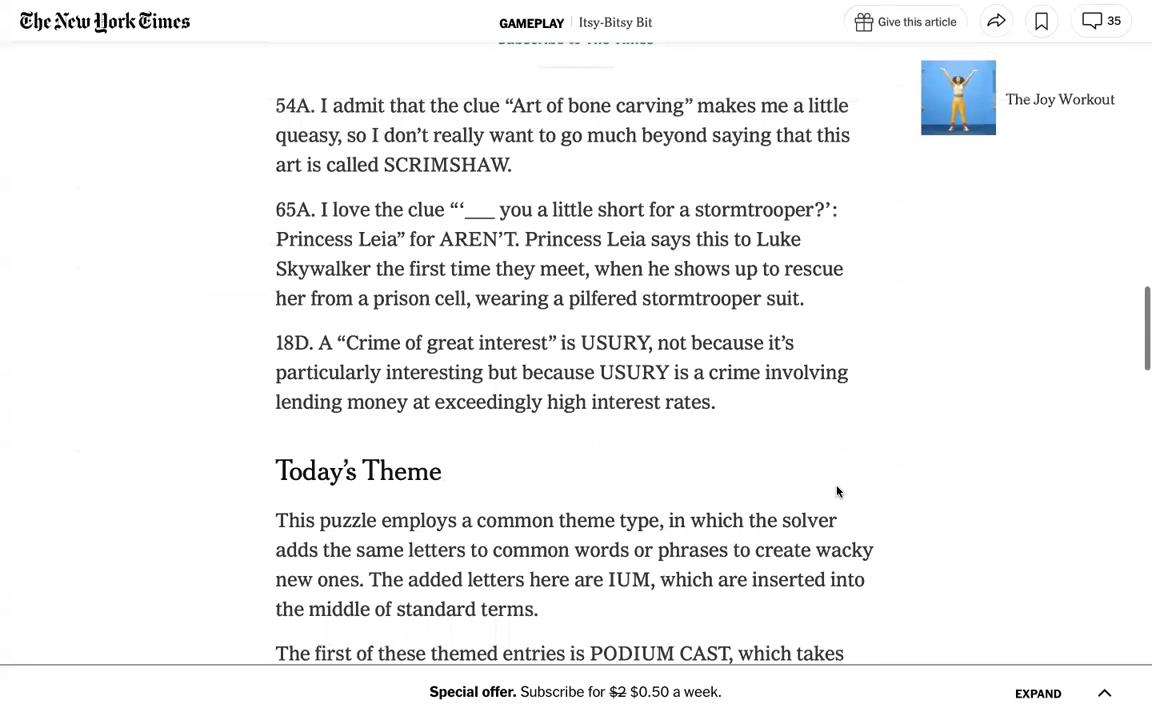 The New York Times
GAMEPLAY | Itsy-Bitsy Bit
Give this article
35
Subscribe to The Times
The Joy Workout
54A. I admit that the clue “Art of bone carving” makes me a little
queasy, so I don’t really want to go much beyond saying that this
art is called SCRIMSHAW.
65A. I love the clue “‘___ you a little short for a stormtrooper?’:
Princess Leia” for AREN’T. Princess Leia says this to Luke
Skywalker the first time they meet, when he shows up to rescue
her from a prison cell, wearing a pilfered stormtrooper suit.
18D. A “Crime of great interest” is USURY, not because it’s
particularly interesting but because USURY is a crime involving
lending money at exceedingly high interest rates.
Today’s Theme
This puzzle employs a common theme type, in which the solver
adds the same letters to common words or phrases to create wacky
new ones. The added letters here are IUM, which are inserted into
the middle of standard terms.
The first of these themed entries is PODIUM CAST, which takes
Special offer. Subscribe for $2 $0.50 a week.
EXPAND